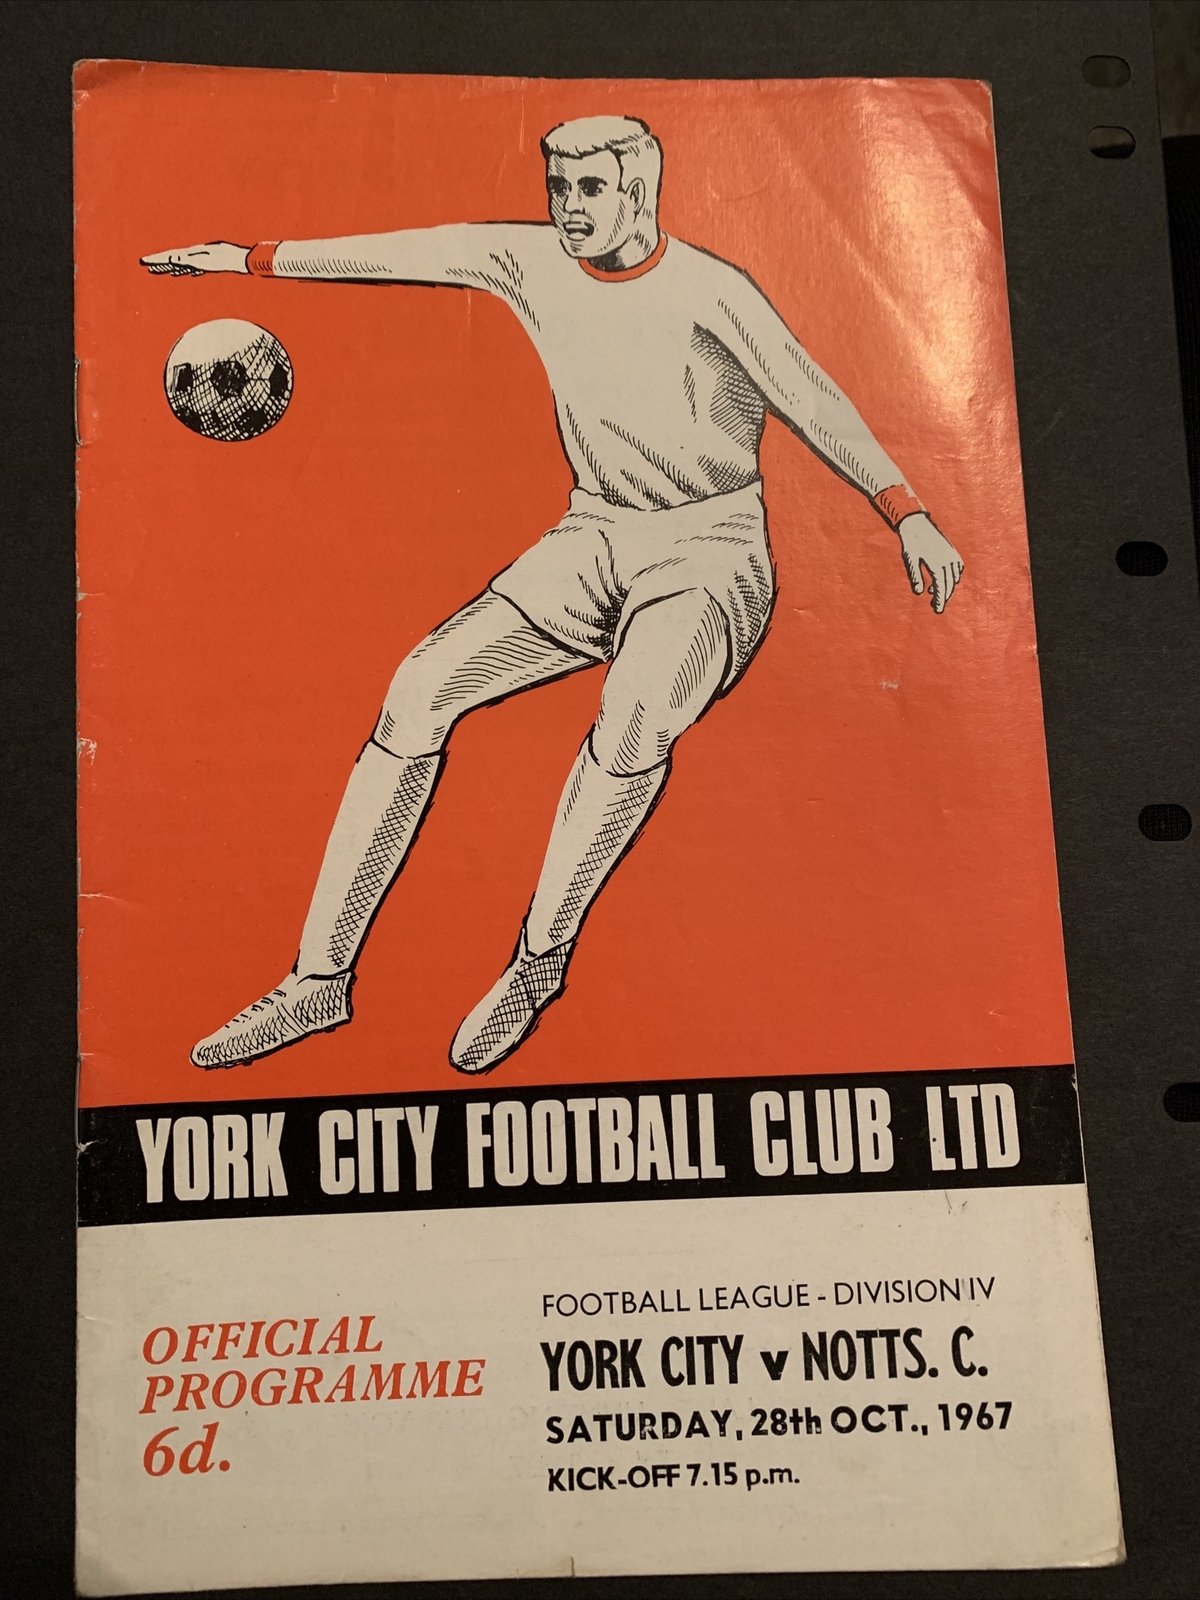 YORK CITY FOOTBALL CLUB LTD
OFFICIAL
PROGRAMME
6d.
FOOTBALL LEAGUE - DIVISION IV
YORK CITY v NOTTS. C.
SATURDAY, 28th OCT., 1967
KICK-OFF 7.15 p.m.